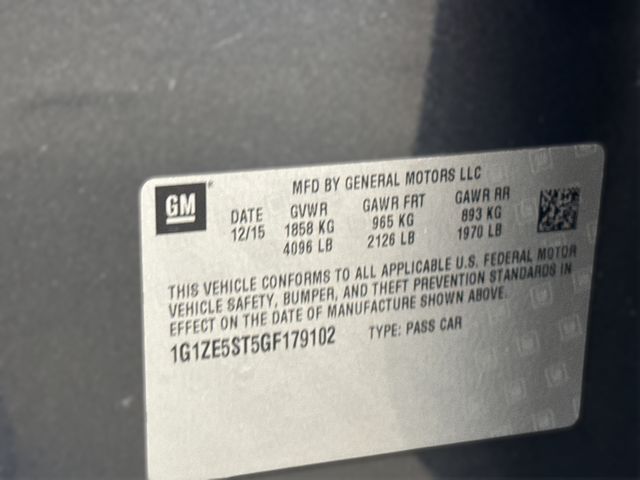 GM
MFD BY GENERAL MOTORS LLC
DATE GVWR GAWR FRT GAWR RR
12/15 1858 KG 965 KG 893 KG
4096 LB 2126 LB 1970 LB
THIS VEHICLE CONFORMS TO ALL APPLICABLE U.S. FEDERAL MOTOR
VEHICLE SAFETY, BUMPER, AND THEFT PREVENTION STANDARDS IN
EFFECT ON THE DATE OF MANUFACTURE SHOWN ABOVE.
1G1ZE5ST5GF179102 TYPE: PASS CAR